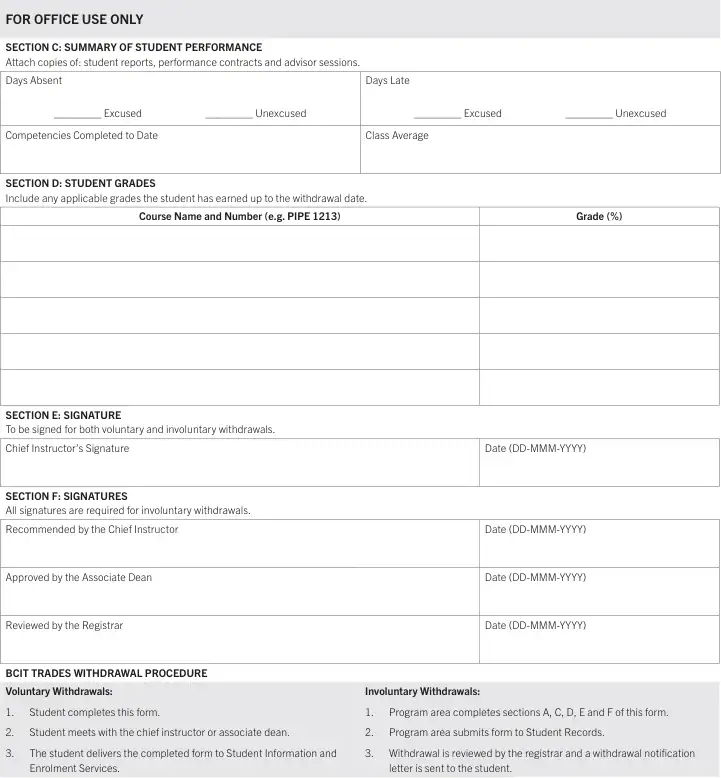 FOR OFFICE USE ONLY
SECTION C: SUMMARY OF STUDENT PERFORMANCE
Attach copies of: student reports, performance contracts and advisor sessions.
Days Absent
Days Late
________ Excused ________ Unexcused
________ Excused ________ Unexcused
Competencies Completed to Date
Class Average
SECTION D: STUDENT GRADES
Include any applicable grades the student has earned up to the withdrawal date.
Course Name and Number (e.g. PIPE 1213)
Grade (%)
SECTION E: SIGNATURE
To be signed for both voluntary and involuntary withdrawals.
Chief Instructor's Signature
Date (DD-MMM-YYYY)
SECTION F: SIGNATURES
All signatures are required for involuntary withdrawals.
Recommended by the Chief Instructor
Date (DD-MMM-YYYY)
Approved by the Associate Dean
Date (DD-MMM-YYYY)
Reviewed by the Registrar
Date (DD-MMM-YYYY)
BCIT TRADES WITHDRAWAL PROCEDURE
Voluntary Withdrawals:
1. Student completes this form.
2. Student meets with the chief instructor or associate dean.
3. The student delivers the completed form to Student Information and
Enrolment Services.
Involuntary Withdrawals:
1. Program area completes sections A, C, D, E and F of this form.
2. Program area submits form to Student Records.
3. Withdrawal is reviewed by the registrar and a withdrawal notification
letter is sent to the student.